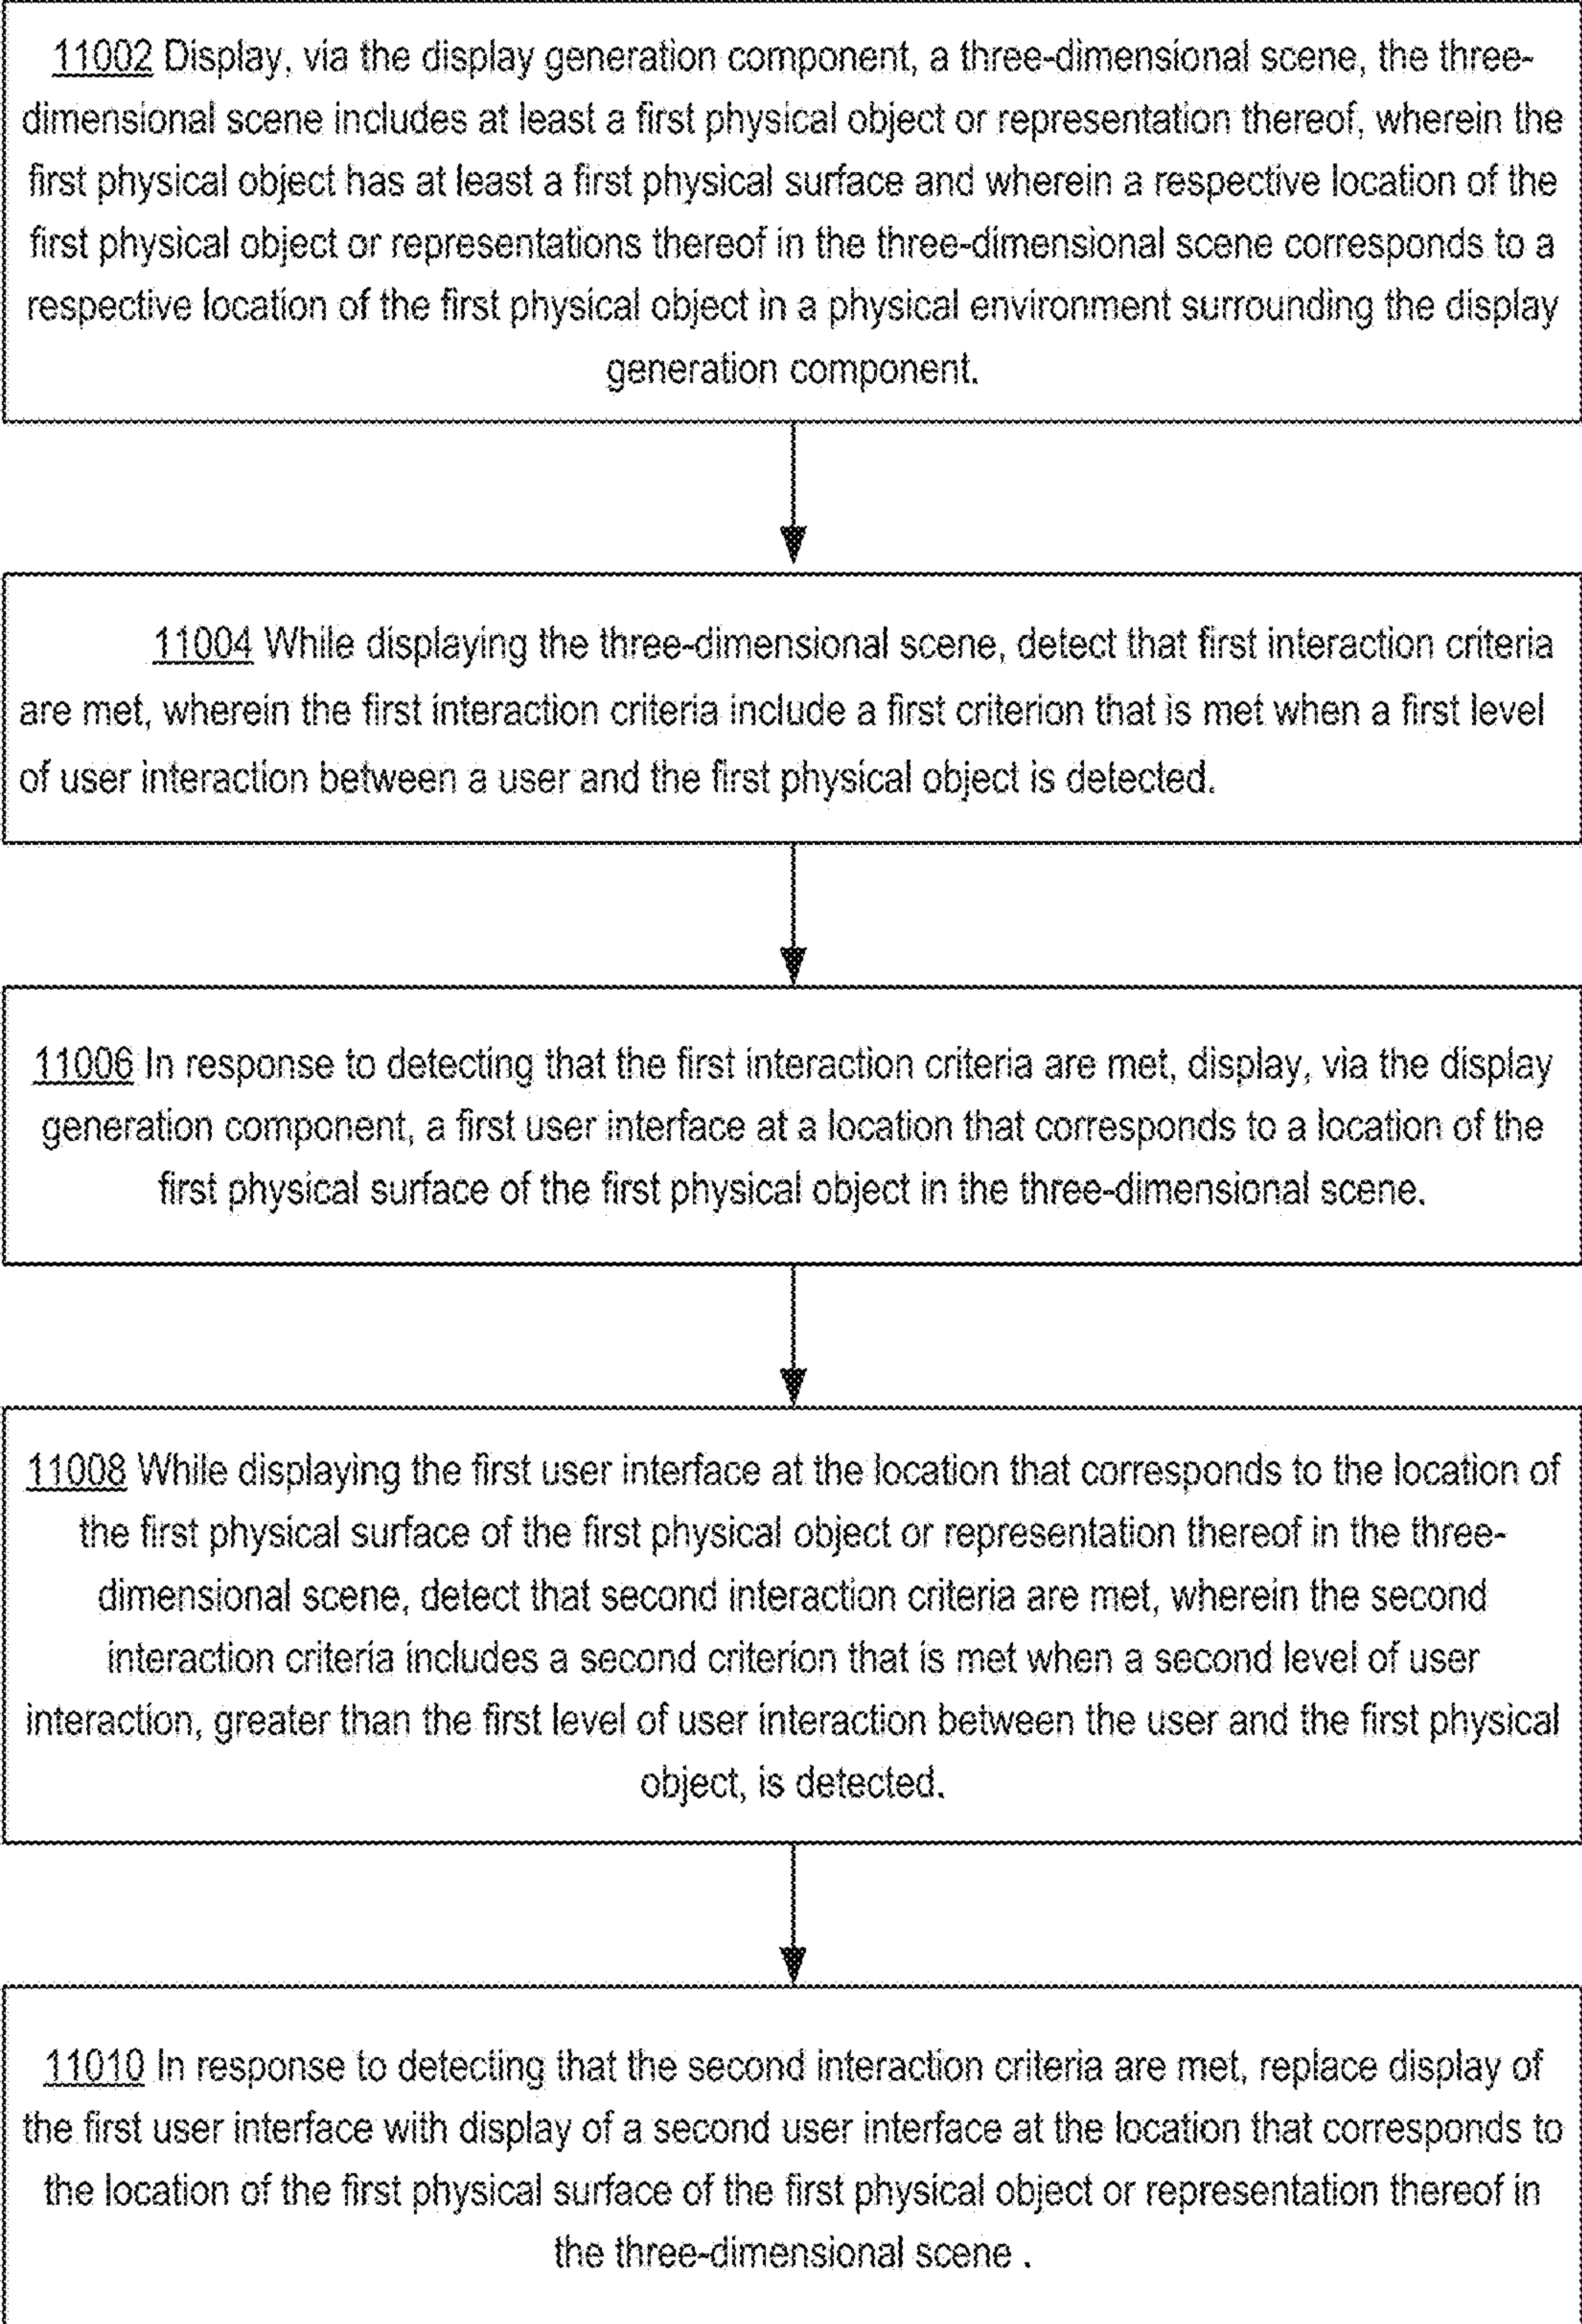 11002 Display, via the display generation component, a three-dimensional scene, the three-
dimensional scene includes at least a first physical object or representation thereof, wherein the
first physical object has at least a first physical surface and wherein a respective location of the
first physical object or representations thereof in the three-dimensional scene corresponds to a
respective location of the first physical object in a physical environment surrounding the display
generation component.
11004 While displaying the three-dimensional scene, detect that first interaction criteria
are met, wherein the first interaction criteria include a first criterion that is met when a first level
of user interaction between a user and the first physical object is detected.
11006 In response to detecting that the first interaction criteria are met, display, via the display
generation component, a first user interface at a location that corresponds to a location of the
first physical surface of the first physical object in the three-dimensional scene.
11008 While displaying the first user interface at the location that corresponds to the location of
the first physical surface of the first physical object or representation thereof in the three-
dimensional scene, detect that second interaction criteria are met, wherein the second
interaction criteria includes a second criterion that is met when a second level of user
interaction, greater than the first level of user interaction between the user and the first physical
object, is detected.
11010 In response to detecting that the second interaction criteria are met, replace display of
the first user interface with display of a second user interface at the location that corresponds to
the location of the first physical surface of the first physical object or representation thereof in
the three-dimensional scene .